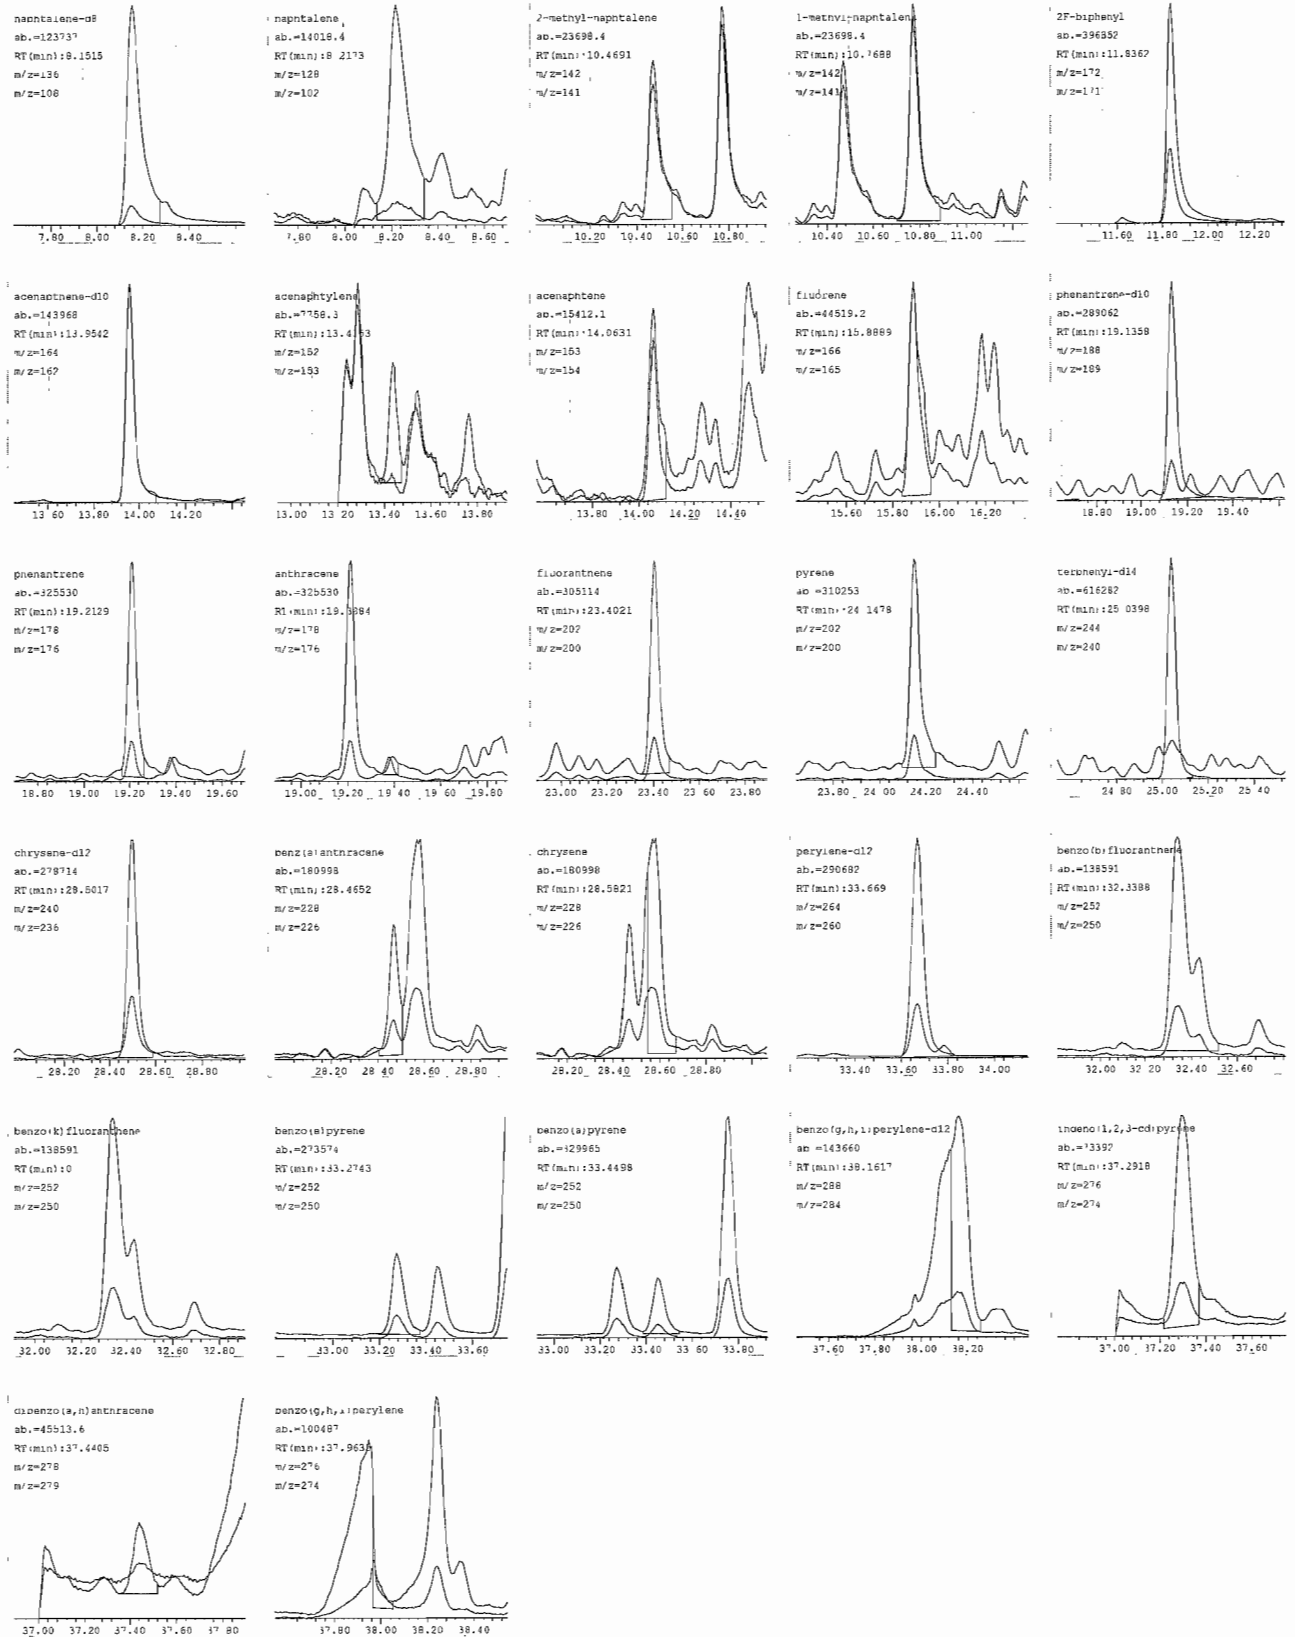 naphtalene-d8
ab.=123737
RT(min):8.1515
m/z=136
m/z=108
7.80 8.00 8.20 8.40
naphtalene
ab.=14018.4
RT(min):8.2173
m/z=128
m/z=102
7.80 8.00 8.20 8.40 8.60
2-methyl-naphtalene
ab.=23698.4
RT(min):10.4691
m/z=142
m/z=141
10.20 10.40 10.60 10.80
1-methyl-naphtalene
ab.=23698.4
RT(min):10.7688
m/z=142
m/z=141
10.40 10.60 10.80 11.00
2F-biphenyl
ab.=396852
RT(min):11.8362
m/z=172
m/z=171
11.60 11.80 12.00 12.20
acenaphtene-d10
ab.=143968
RT(min):13.9542
m/z=164
m/z=162
13.60 13.80 14.00 14.20
acenaphtylene
ab.=7758.3
m/z=152
m/z=153
13.00 13.20 13.40 13.60 13.80
acenaphtene
ab.=15412.1
RT(min):14.0631
m/z=153
m/z=154
13.80 14.00 14.20 14.40
fluorene
ab.=44519.2
RT(min):15.8889
m/z=166
m/z=165
15.60 15.80 16.00 16.20
phenantrene-d10
ab.=289062
RT(min):19.1358
m/z=188
m/z=189
18.80 19.00 19.20 19.40
phenantrene
ab.=325530
RT(min):19.2129
m/z=178
m/z=176
18.80 19.00 19.20 19.40 19.60
anthracene
ab.=325530
m/z=178
m/z=176
19.00 19.20 19.40 19.60 19.80
fluoranthene
ab.=305114
RT(min):23.4021
m/z=202
m/z=200
23.00 23.20 23.40 23.60 23.80
pyrene
ab.=310253
RT(min):24.1478
m/z=202
m/z=200
23.80 24.00 24.20 24.40
terphenyl-d14
ab.=616282
RT(min):25.0398
m/z=244
m/z=240
24.80 25.00 25.20 25.40
chrysene-d12
ab.=278714
RT(min):28.5017
m/z=240
m/z=236
28.20 28.40 28.60 28.80
benz(a)anthracene
ab.=180998
RT(min):28.4652
m/z=228
m/z=226
28.20 28.40 28.60 28.80
chrysene
ab.=180998
RT(min):28.5821
m/z=228
m/z=226
28.20 28.40 28.60 28.80
perylene-d12
ab.=290682
RT(min):33.669
m/z=264
m/z=260
33.40 33.60 33.80 34.00
benzo(b)fluoranthene
ab.=138591
RT(min):32.3388
m/z=252
m/z=250
32.00 32.20 32.40 32.60
benzo(k)fluoranthene
ab.=138591
RT(min):0
m/z=252
m/z=250
32.00 32.20 32.40 32.60 32.80
benzo(e)pyrene
ab.=273574
RT(min):33.2743
m/z=252
m/z=250
33.00 33.20 33.40 33.60
benzo(a)pyrene
ab.=429965
RT(min):33.4498
m/z=252
m/z=250
33.00 33.20 33.40 33.60 33.80
benzo(g,h,i)perylene-d12
ab.=143660
RT(min):38.1617
m/z=288
m/z=284
37.60 37.80 38.00 38.20
indeno(1,2,3-cd)pyrene
ab.=73392
RT(min):37.2918
m/z=276
m/z=274
37.00 37.20 37.40 37.60
dibenzo(a,h)anthracene
ab.=45513.6
RT(min):37.4405
m/z=278
m/z=279
37.00 37.20 37.40 37.60 37.80
benzo(g,h,i)perylene
ab.=100487
m/z=276
m/z=274
37.80 38.00 38.20 38.40